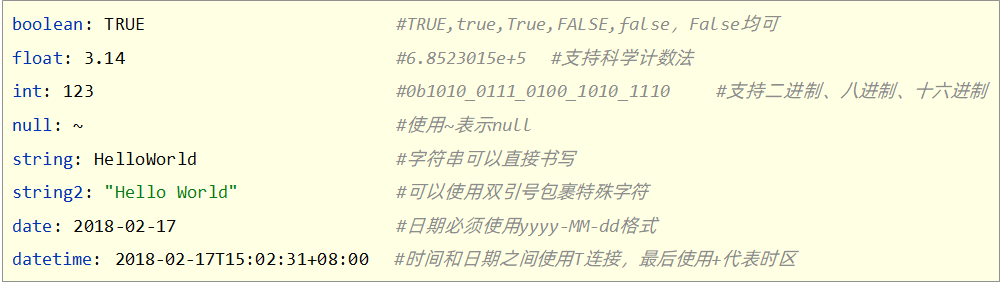 boolean: TRUE #TRUE,true,True,FALSE,false，False均可
float: 3.14 #6.8523015e+5 #支持科学计数法
int: 123 #0b1010_0111_0100_1010_1110 #支持二进制、八进制、十六进制
null: ~ #使用~表示null
string: HelloWorld #字符串可以直接书写
string2: "Hello World" #可以使用双引号包裹特殊字符
date: 2018-02-17 #日期必须使用yyyy-MM-dd格式
datetime: 2018-02-17T15:02:31+08:00 #时间和日期之间使用T连接，最后使用+代表时区